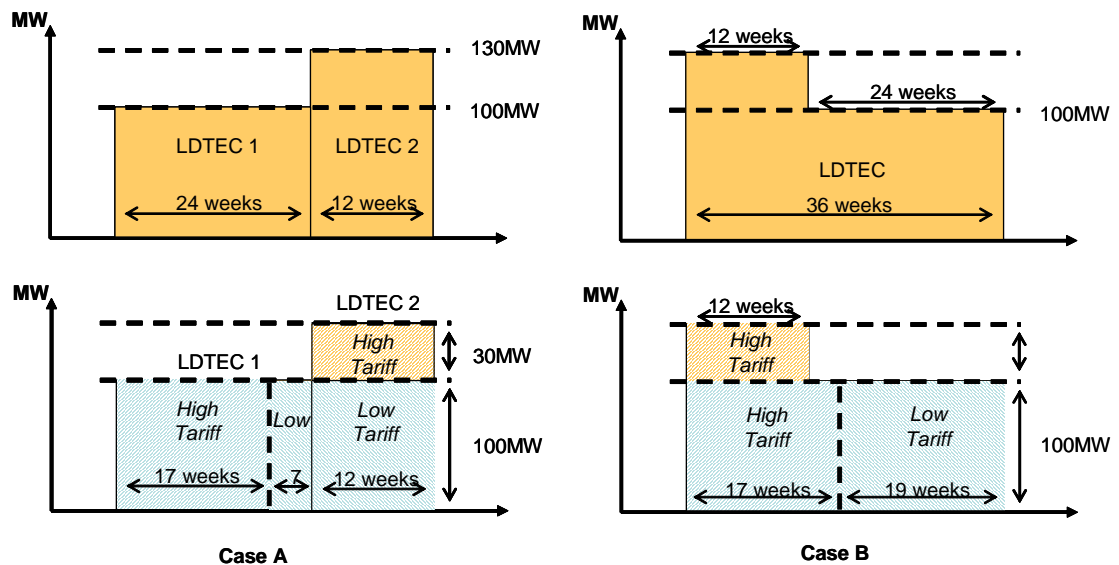 MW
130MW
100MW
LDTEC 1
LDTEC 2
24 weeks
12 weeks
MW
12 weeks
24 weeks
100MW
LDTEC
36 weeks
MW
LDTEC 2
High
Tariff
30MW
LDTEC 1
High
Tariff
Low
Low
Tariff
100MW
17 weeks
7
12 weeks
Case A
MW
12 weeks
High
Tariff
High
Tariff
Low
Tariff
100MW
17 weeks
19 weeks
Case B